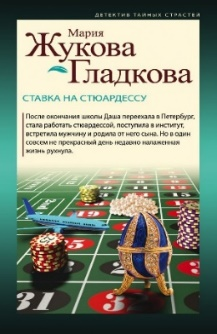 ДЕТЕКТИВ ТАЙНЫХ СТРАСТЕЙ
Мария
Жукова
Гладкова
СТАВКА НА СТЮАРДЕССУ
После окончания школы Даша переехала в Петербург,
стала работать стюардессой, поступила в институт,
встретила мужчину и родила от него сына. Но в один
совсем не прекрасный день недавно налаженная
жизнь рухнула.